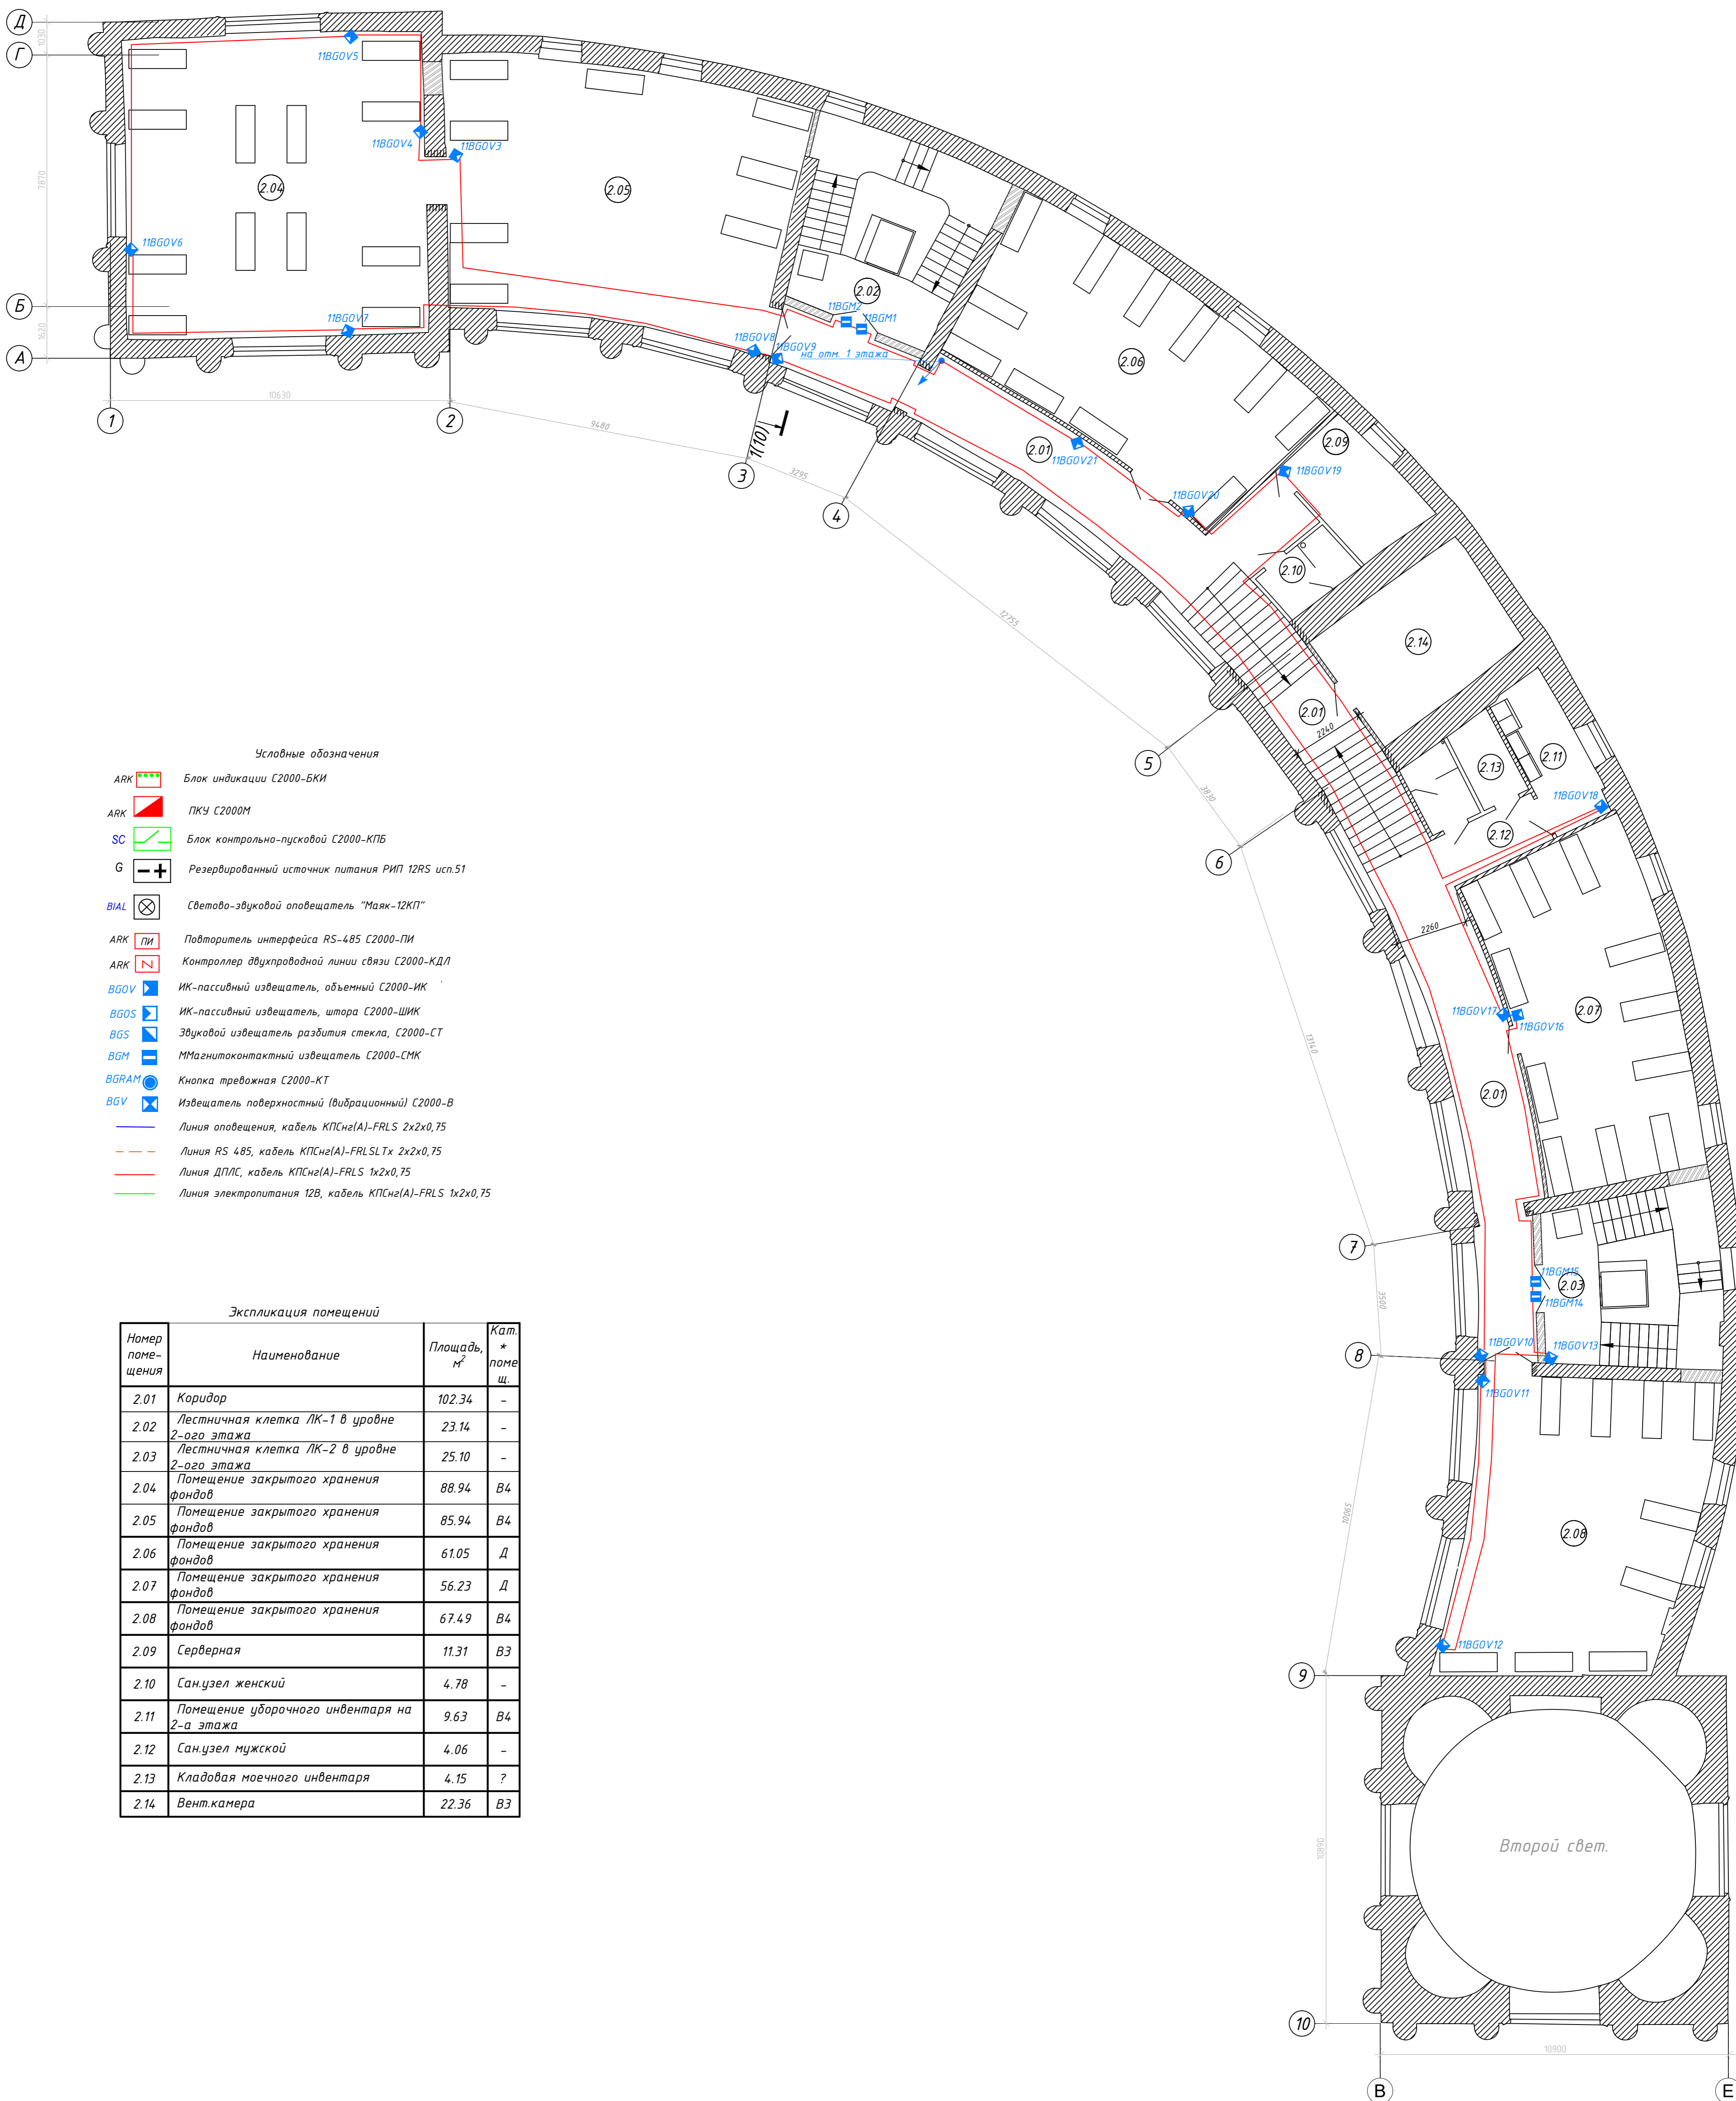 Д
1030
Г
11BGOV5
11BGOV4
11BGOV3
7870
2.04
2.05
11BGOV6
2.02
11BGM2
11BGM1
Б
11BGOV7
1620
А
11BGOV8
11BGOV9
на отм. 1 этажа
2.06
10630
1
2
9480
1(10)
3
3295
4
2.01
11BGOV21
2.09
11BGOV19
11BGOV20
2.10
12755
2.14
2.01
2240
5
3830
6
2.13
2.11
11BGOV18
2.12
2260
11BGOV17
11BGOV16
2.07
13140
2.01
7
3500
8
11BGM15
2.03
11BGM14
11BGOV10
11BGOV13
11BGOV11
10065
2.08
11BGOV12
9
10890
Второй свет.
10
10900
В
Е
Условные обозначения
ARK Блок индикации С2000-БКИ
ARK ПКУ С2000М
SC Блок контрольно-пусковой С2000-КПБ
G Резервированный источник питания РИП 12RS исп.51
BIAL Светово-звуковой оповещатель "Маяк-12КП"
ARK ПИ Повторитель интерфейса RS-485 С2000-ПИ
ARK Контроллер двухпроводной линии связи С2000-КДЛ
BGOV ИК-пассивный извещатель, объемный С2000-ИК
BGOS ИК-пассивный извещатель, штора С2000-ШИК
BGS Звуковой извещатель разбития стекла, С2000-СТ
BGM ММагнитоконтактный извещатель С2000-СМК
BGRAM Кнопка тревожная С2000-КТ
BGV Извещатель поверхностный (вибрационный) С2000-В
Линия оповещения, кабель КПСнг(А)-FRLS 2х2х0,75
Линия RS 485, кабель КПСнг(А)-FRLSLTx 2х2х0,75
Линия ДПЛС, кабель КПСнг(А)-FRLS 1х2х0,75
Линия электропитания 12В, кабель КПСнг(А)-FRLS 1х2х0,75
Экспликация помещений
Номер поме-щения Наименование Площадь, м2 Кат. * поме щ.
2.01 Коридор 102.34 -
2.02 Лестничная клетка ЛК-1 в уровне
2-ого этажа 23.14 -
2.03 Лестничная клетка ЛК-2 в уровне
2-ого этажа 25.10 -
2.04 Помещение закрытого хранения
фондов 88.94 В4
2.05 Помещение закрытого хранения
фондов 85.94 В4
2.06 Помещение закрытого хранения
фондов 61.05 Д
2.07 Помещение закрытого хранения
фондов 56.23 Д
2.08 Помещение закрытого хранения
фондов 67.49 В4
2.09 Серверная 11.31 В3
2.10 Сан.узел женский 4.78 -
2.11 Помещение уборочного инвентаря на
2-а этажа 9.63 В4
2.12 Сан.узел мужской 4.06 -
2.13 Кладовая моечного инвентаря 4.15 ?
2.14 Вент.камера 22.36 В3